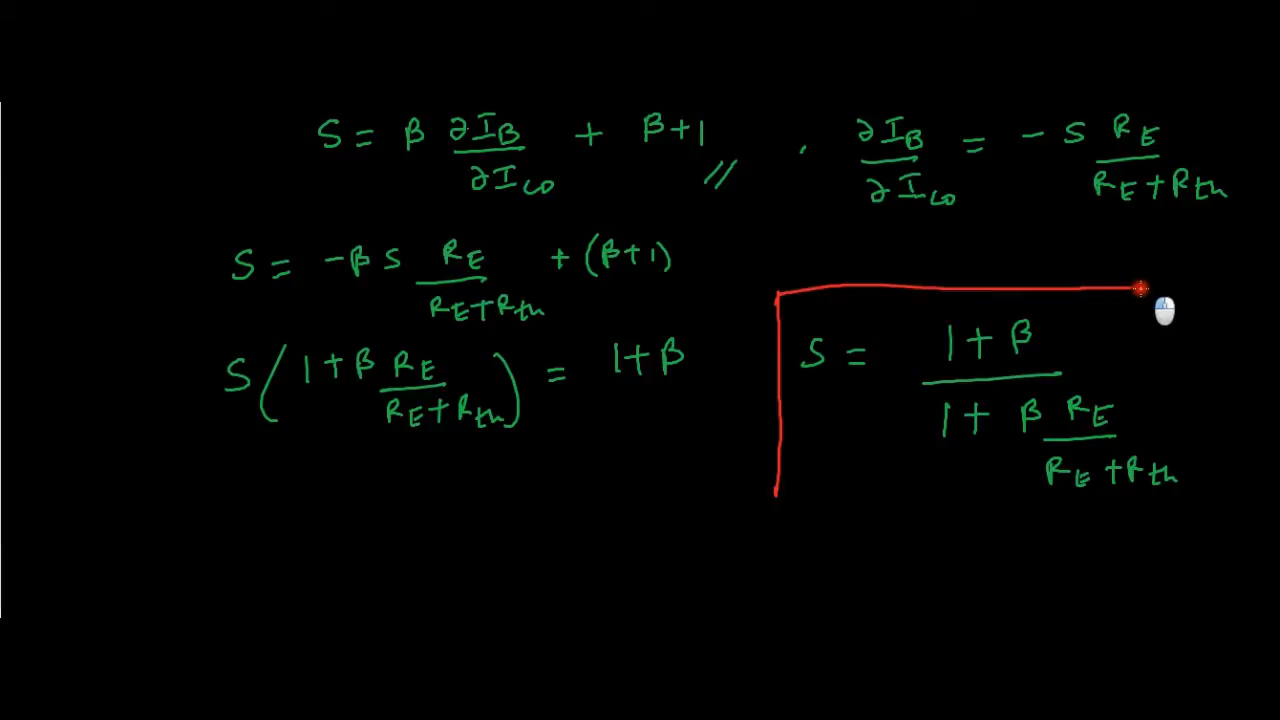 S = β ∂I_B/∂I_co + β+1 // . ∂I_B/∂I_co = - S R_E/(R_E+R_th)
S = -β S R_E/(R_E+R_th) + (β+1)
S(1+β R_E/(R_E+R_th)) = 1+β
S = (1+β)/(1+ β R_E/(R_E+R_th))